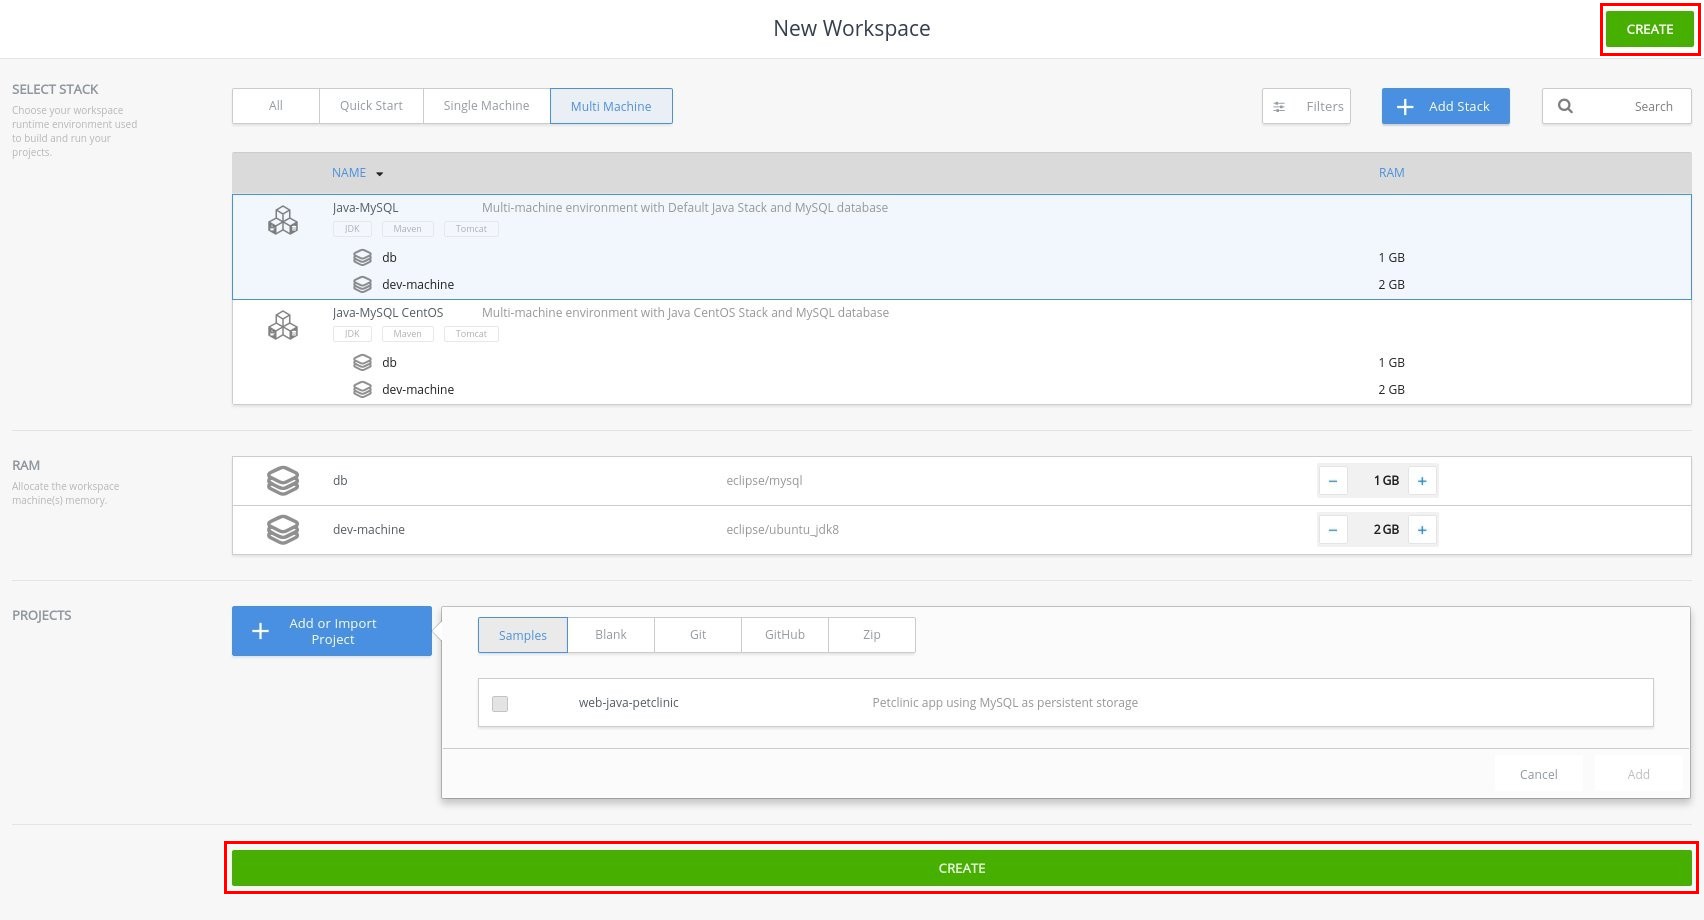 New Workspace
CREATE
SELECT STACK
Choose your workspace
runtime environment used
to build and run your
projects.
All
Quick Start
Single Machine
Multi Machine
Filters
Add Stack
Search
NAME
RAM
Java-MySQL
Multi-machine environment with Default Java Stack and MySQL database
JDK
Maven
Tomcat
db
1 GB
dev-machine
2 GB
Java-MySQL CentOS
Multi-machine environment with Java CentOS Stack and MySQL database
JDK
Maven
Tomcat
db
1 GB
dev-machine
2 GB
RAM
Allocate the workspace
machine(s) memory.
db
eclipse/mysql
− 1 GB +
dev-machine
eclipse/ubuntu_jdk8
− 2 GB +
PROJECTS
Add or Import
Project
Samples
Blank
Git
GitHub
Zip
web-java-petclinic
Petclinic app using MySQL as persistent storage
Cancel
Add
CREATE